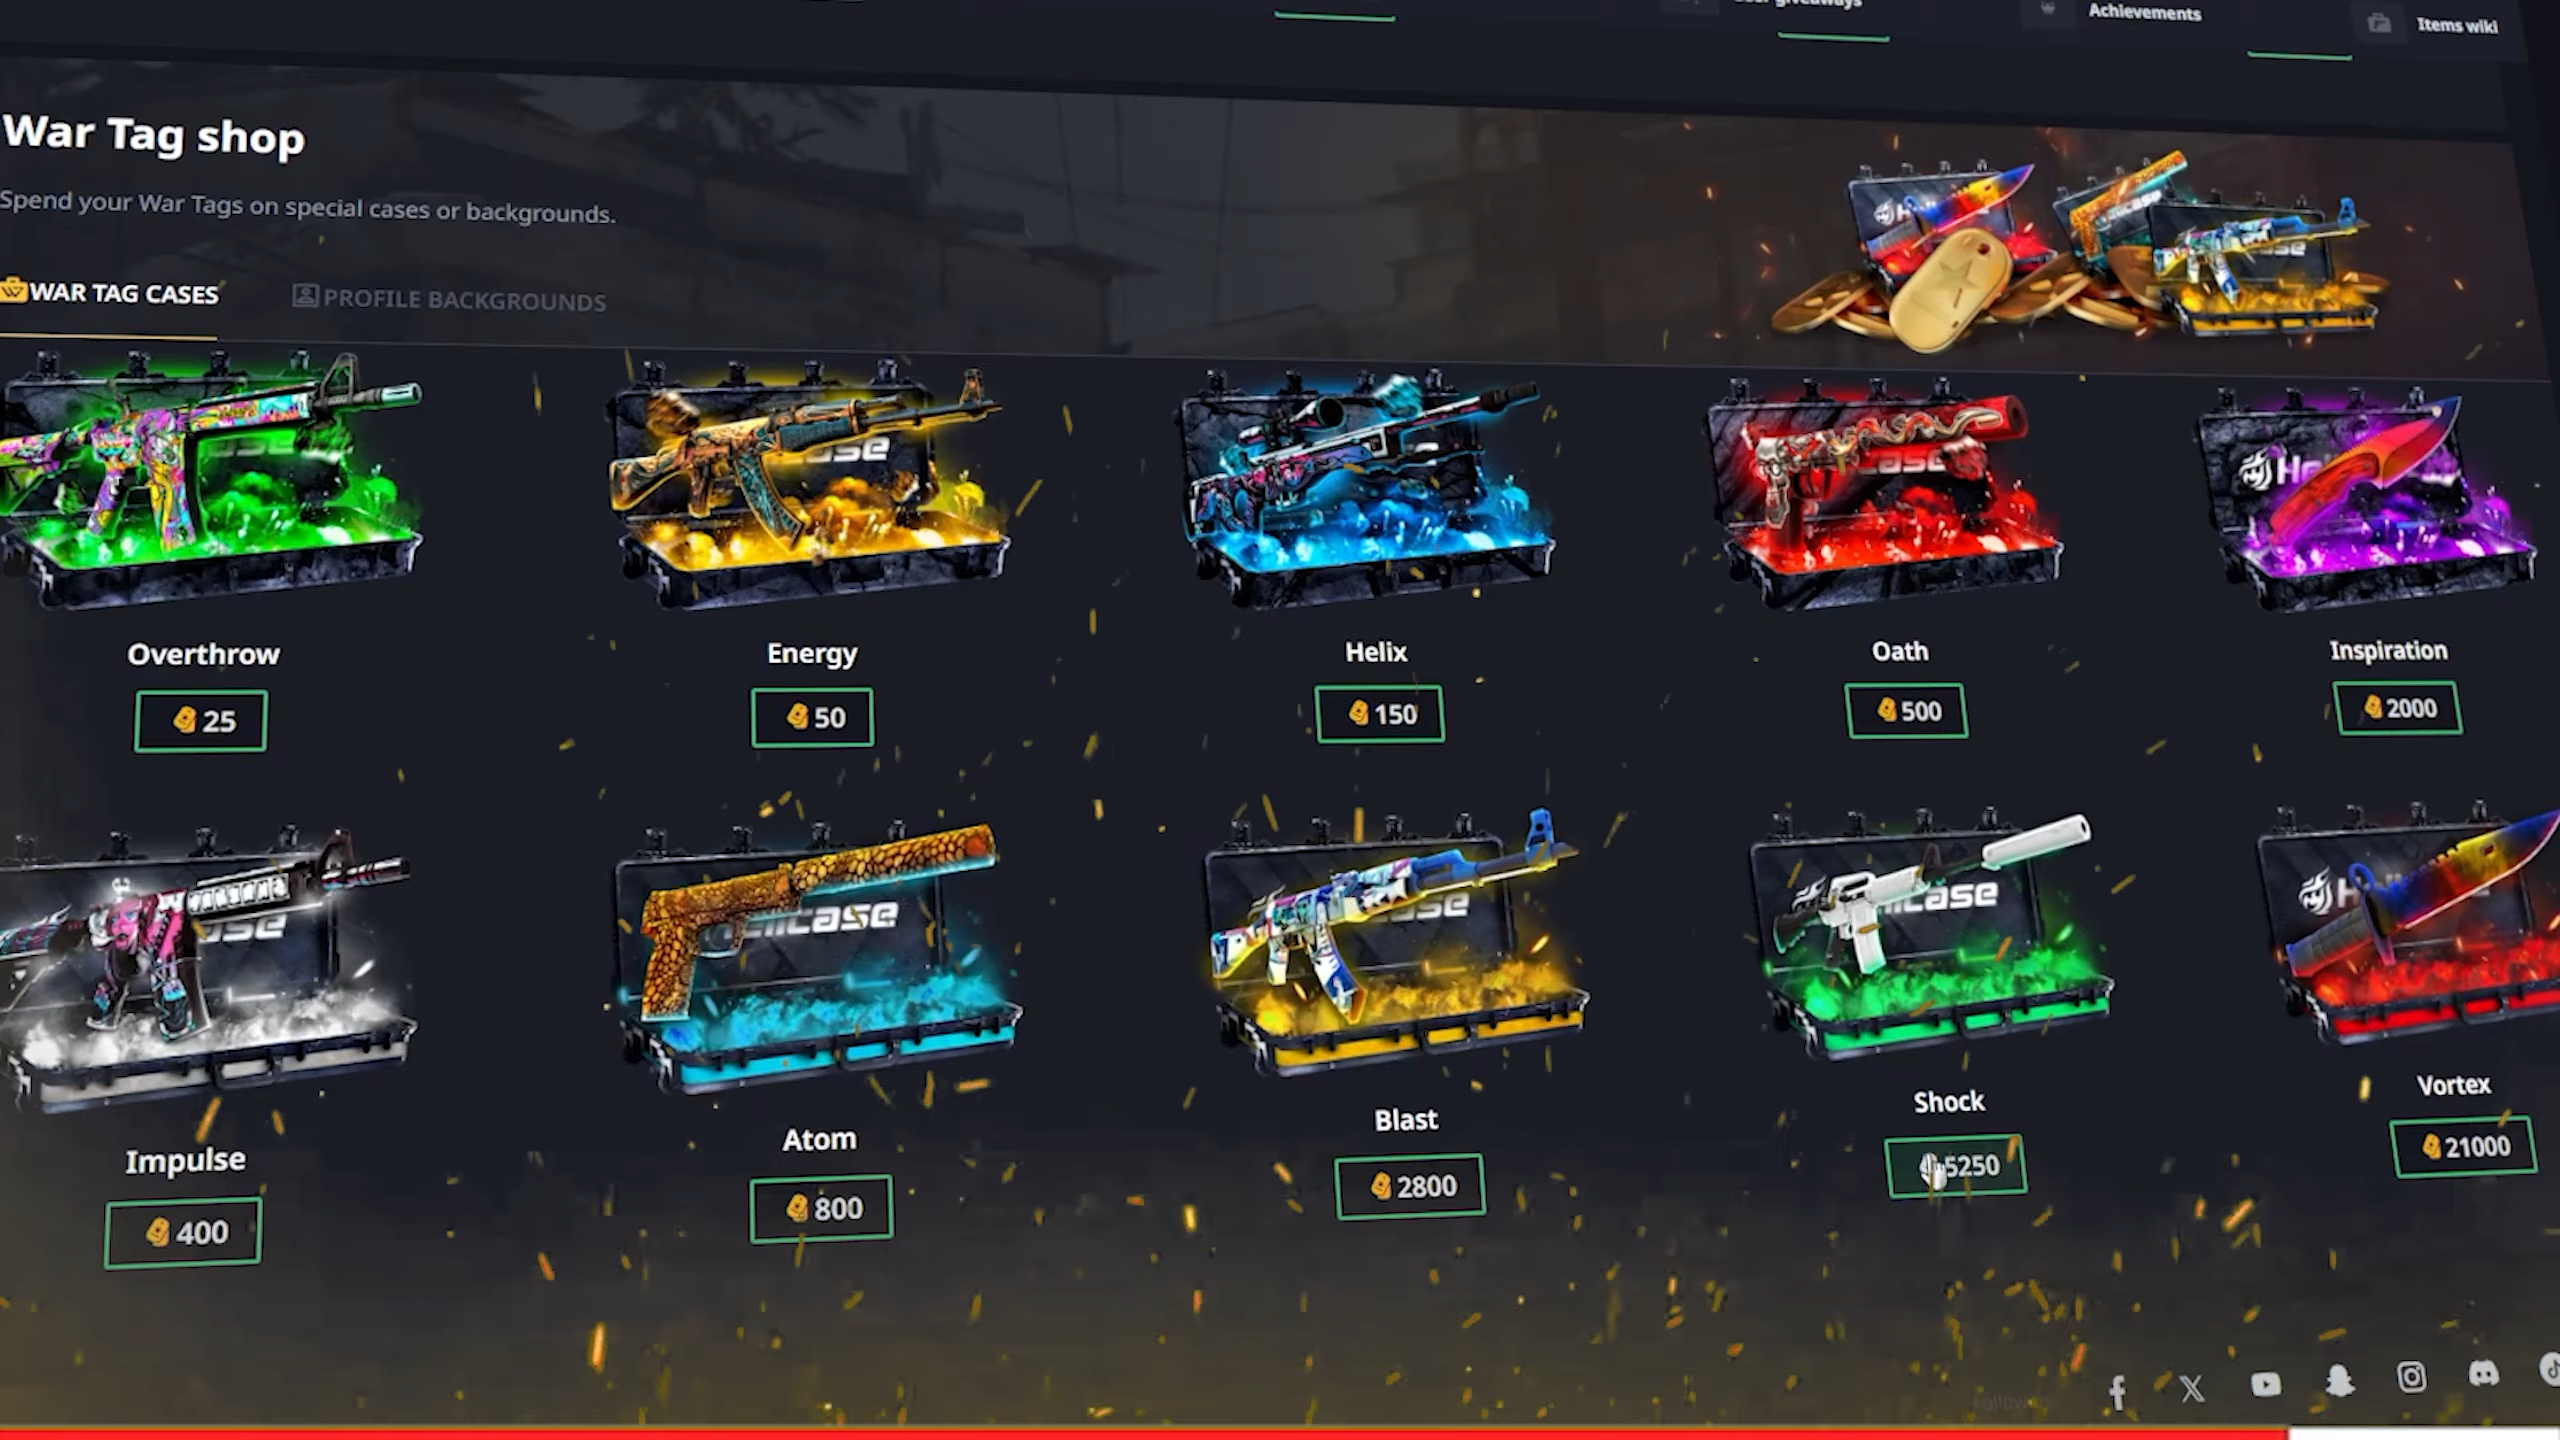 giveaways
Achievements
Items wiki
War Tag shop
Spend your War Tags on special cases or backgrounds.
WAR TAG CASES
PROFILE BACKGROUNDS
Overthrow
Energy
Helix
Oath
Inspiration
25
50
150
500
2000
Impulse
Atom
Blast
Shock
Vortex
400
800
2800
5250
21000